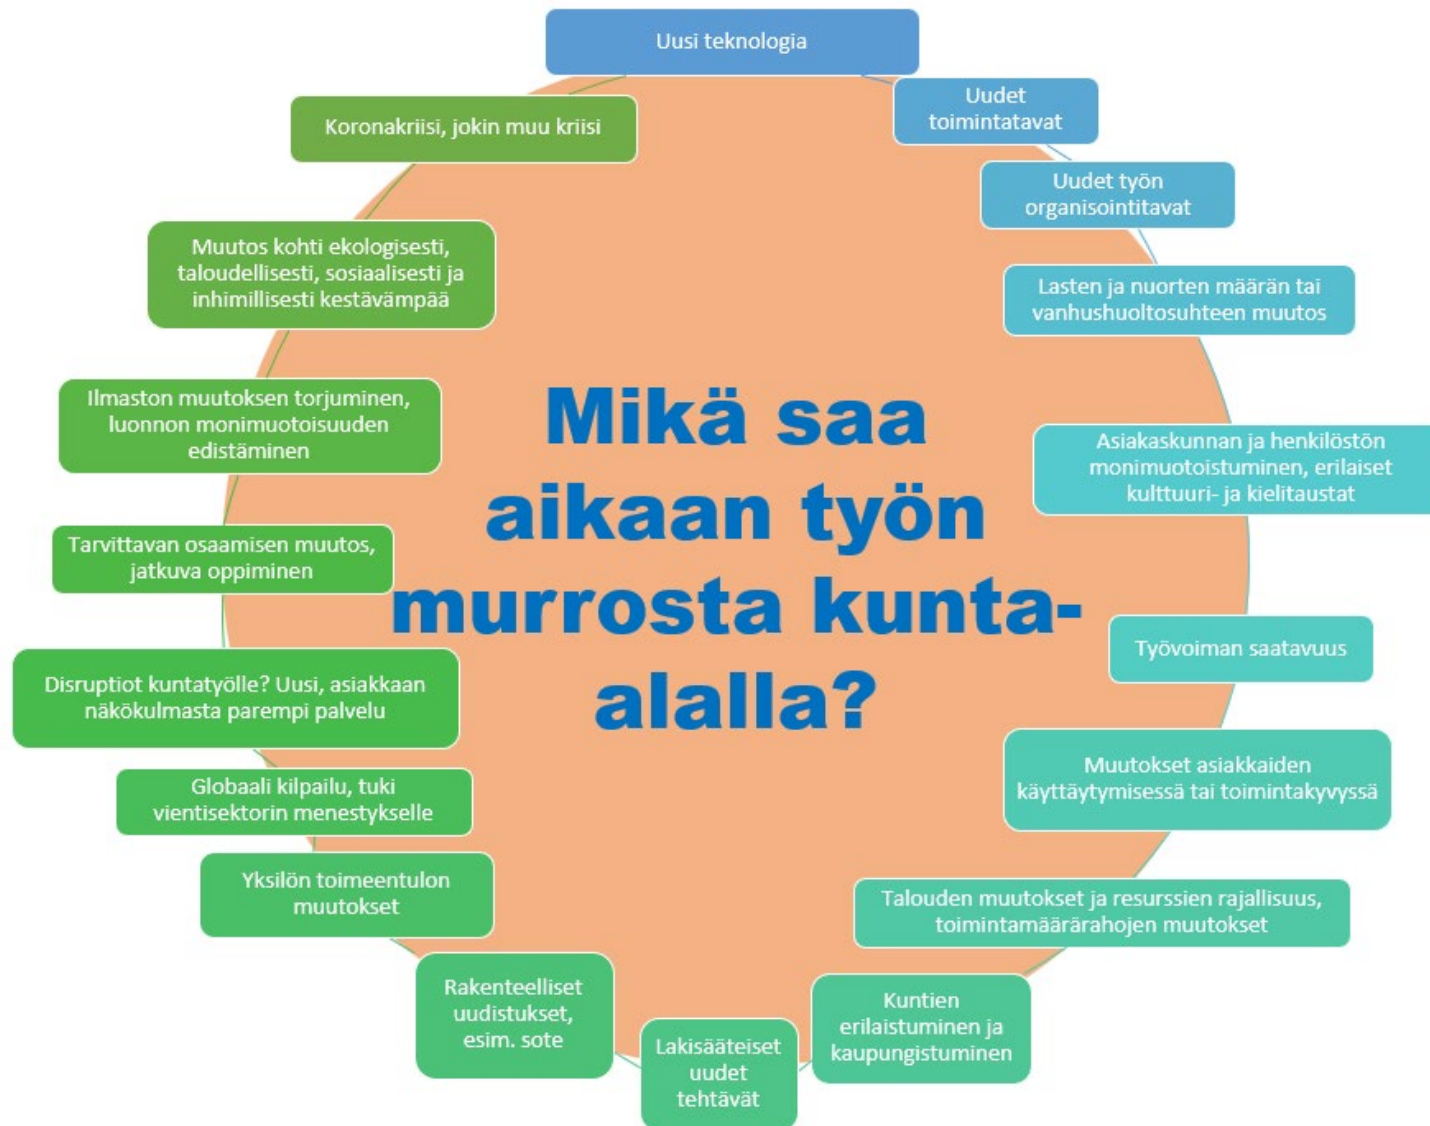 Uusi teknologia
Uudet
toimintatavat
Uudet työn
organisointitavat
Lasten ja nuorten määrän tai
vanhushuoltosuhteen muutos
Asiakaskunnan ja henkilöstön
monimuotoistuminen, erilaiset
kulttuuri- ja kielitaustat
Työvoiman saatavuus
Muutokset asiakkaiden
käyttäytymisessä tai toimintakyvyssä
Talouden muutokset ja resurssien rajallisuus,
toimintamäärärahojen muutokset
Kuntien
erilaistuminen ja
kaupungistuminen
Lakisääteiset
uudet
tehtävät
Rakenteelliset
uudistukset,
esim. sote
Yksilön toimeentulon
muutokset
Globaali kilpailu, tuki
vientisektorin menestykselle
Disruptiot kuntatyölle? Uusi, asiakkaan
näkökulmasta parempi palvelu
Tarvittavan osaamisen muutos,
jatkuva oppiminen
Ilmaston muutoksen torjuminen,
luonnon monimuotoisuuden
edistäminen
Muutos kohti ekologisesti,
taloudellisesti, sosiaalisesti ja
inhimillisesti kestävämpää
Koronakriisi, jokin muu kriisi
Mikä saa
aikaan työn
murrosta kunta-
alalla?